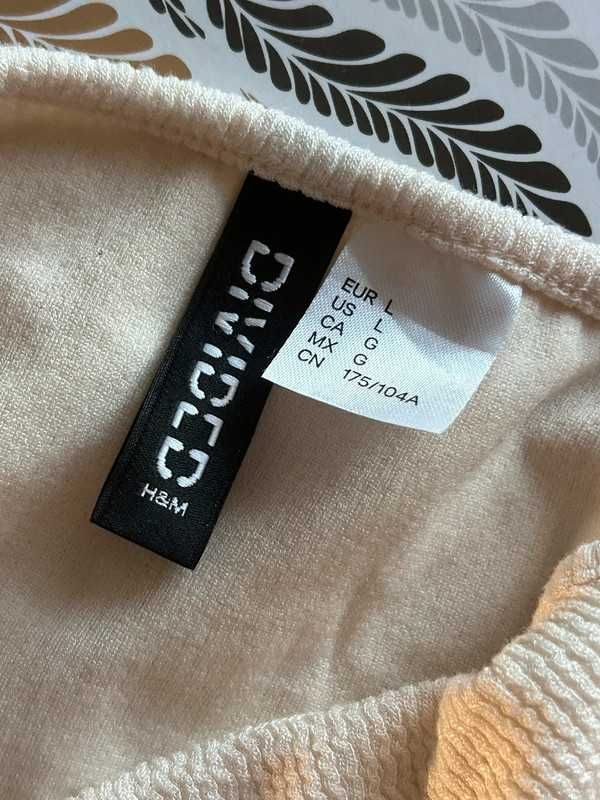 DIVIDED
H&M
EUR L
US L
CA G
MX G
CN 175/104A